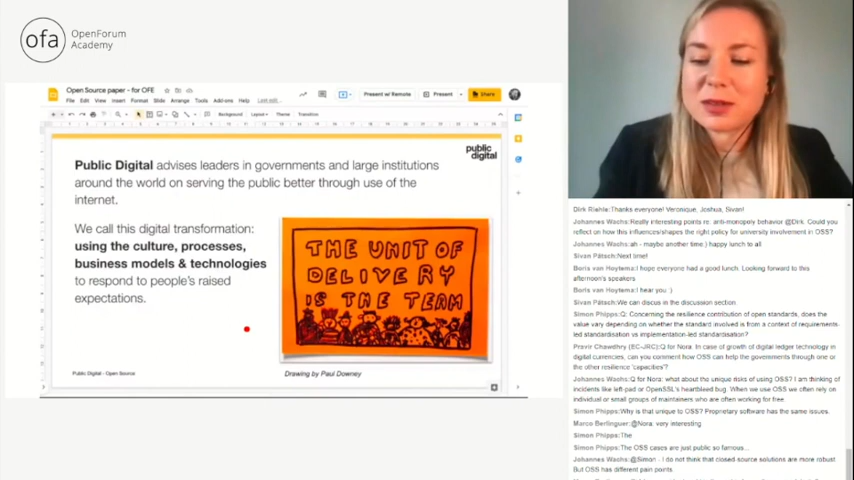 ofa
OpenForum
Academy
Open Source paper - for OFE
File Edit View Insert Format Slide Arrange Tools Add-ons Help
Present w/ Remote
Present
Share
Background Layout Theme Transition
Public Digital advises leaders in governments and large institutions
around the world on serving the public better through use of the
internet.
public
digital
We call this digital transformation:
using the culture, processes,
business models & technologies
to respond to people's raised
expectations.
THE UNIT OF
DELIVERY
IS THE TEAM
Public Digital - Open Source
Drawing by Paul Downey
Dirk Riehle:Thanks everyone! Veronique, Joshua, Sivan!
Johannes Wachs:Really interesting points re: anti-monopoly behavior @Dirk. Could you
reflect on how this influences/shapes the right policy for university involvement in OSS?
Johannes Wachs:ah - maybe another time:) happy lunch to all
Sivan Pätsch:Next time!
Boris van Hoytema:I hope everyone had a good lunch. Looking forward to this
afternoon's speakers
Boris van Hoytema:I hear you :)
Sivan Pätsch:We can discus in the discussion section.
Simon Phipps:Q: Concerning the resilience contribution of open standards, does the
value vary depending on whether the standard involved is from a context of requirements-
led standardisation vs implementation-led standardisation?
Pravir Chawdhry (EC-JRC):Q for Nora. In case of growth of digital ledger technology in
digital currencies, can you comment how OSS can help the governments through one or
the other resilience 'capacities'?
Johannes Wachs:Q for Nora: what about the unique risks of using OSS? I am thinking of
incidents like left-pad or OpenSSL's heartbleed bug. When we use OSS we often rely on
individual or small groups of maintainers who are often working for free.
Simon Phipps:Why is that unique to OSS? Proprietary software has the same issues.
Marco Berlinguer:@Nora: very interesting
Simon Phipps:The
Simon Phipps:The OSS cases are just public so famous...
Johannes Wachs:@Simon - I do not think that closed-source solutions are more robust.
But OSS has different pain points.